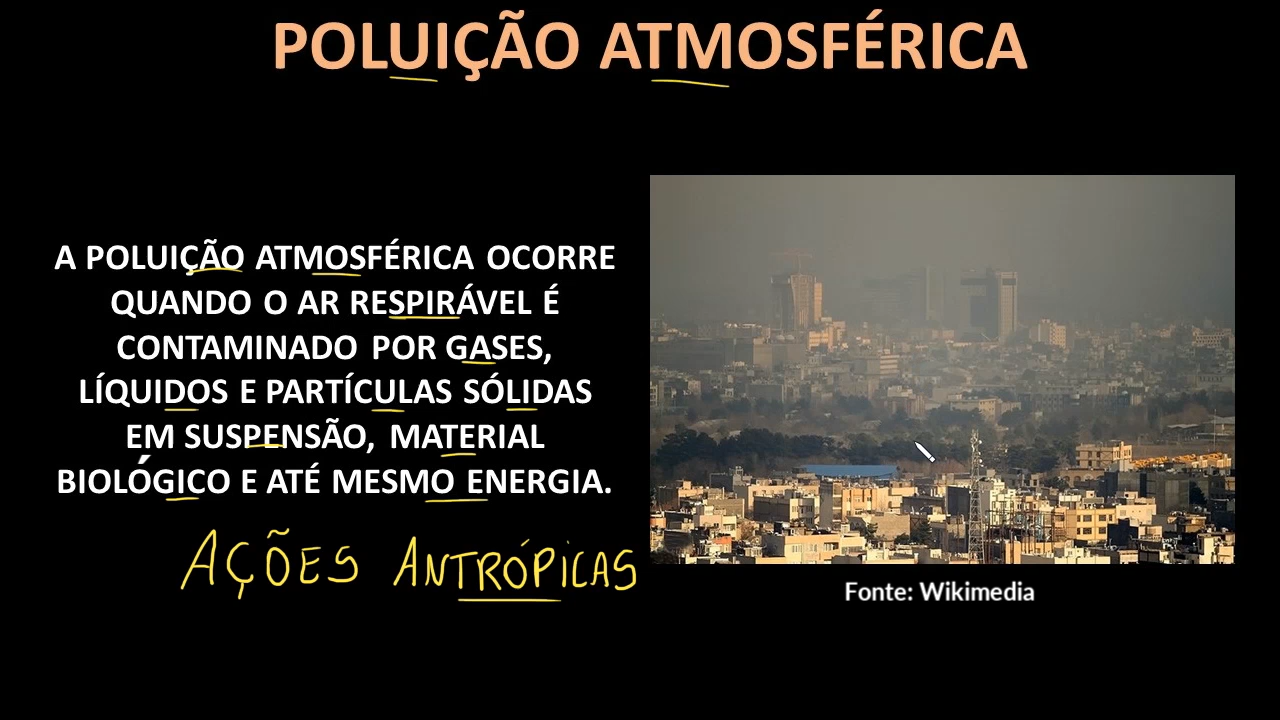 POLUIÇÃO ATMOSFÉRICA
A POLUIÇÃO ATMOSFÉRICA OCORRE
QUANDO O AR RESPIRÁVEL É
CONTAMINADO POR GASES,
LÍQUIDOS E PARTÍCULAS SÓLIDAS
EM SUSPENSÃO, MATERIAL
BIOLÓGICO E ATÉ MESMO ENERGIA.
AÇÕES ANTRÓPICAS
Fonte: Wikimedia